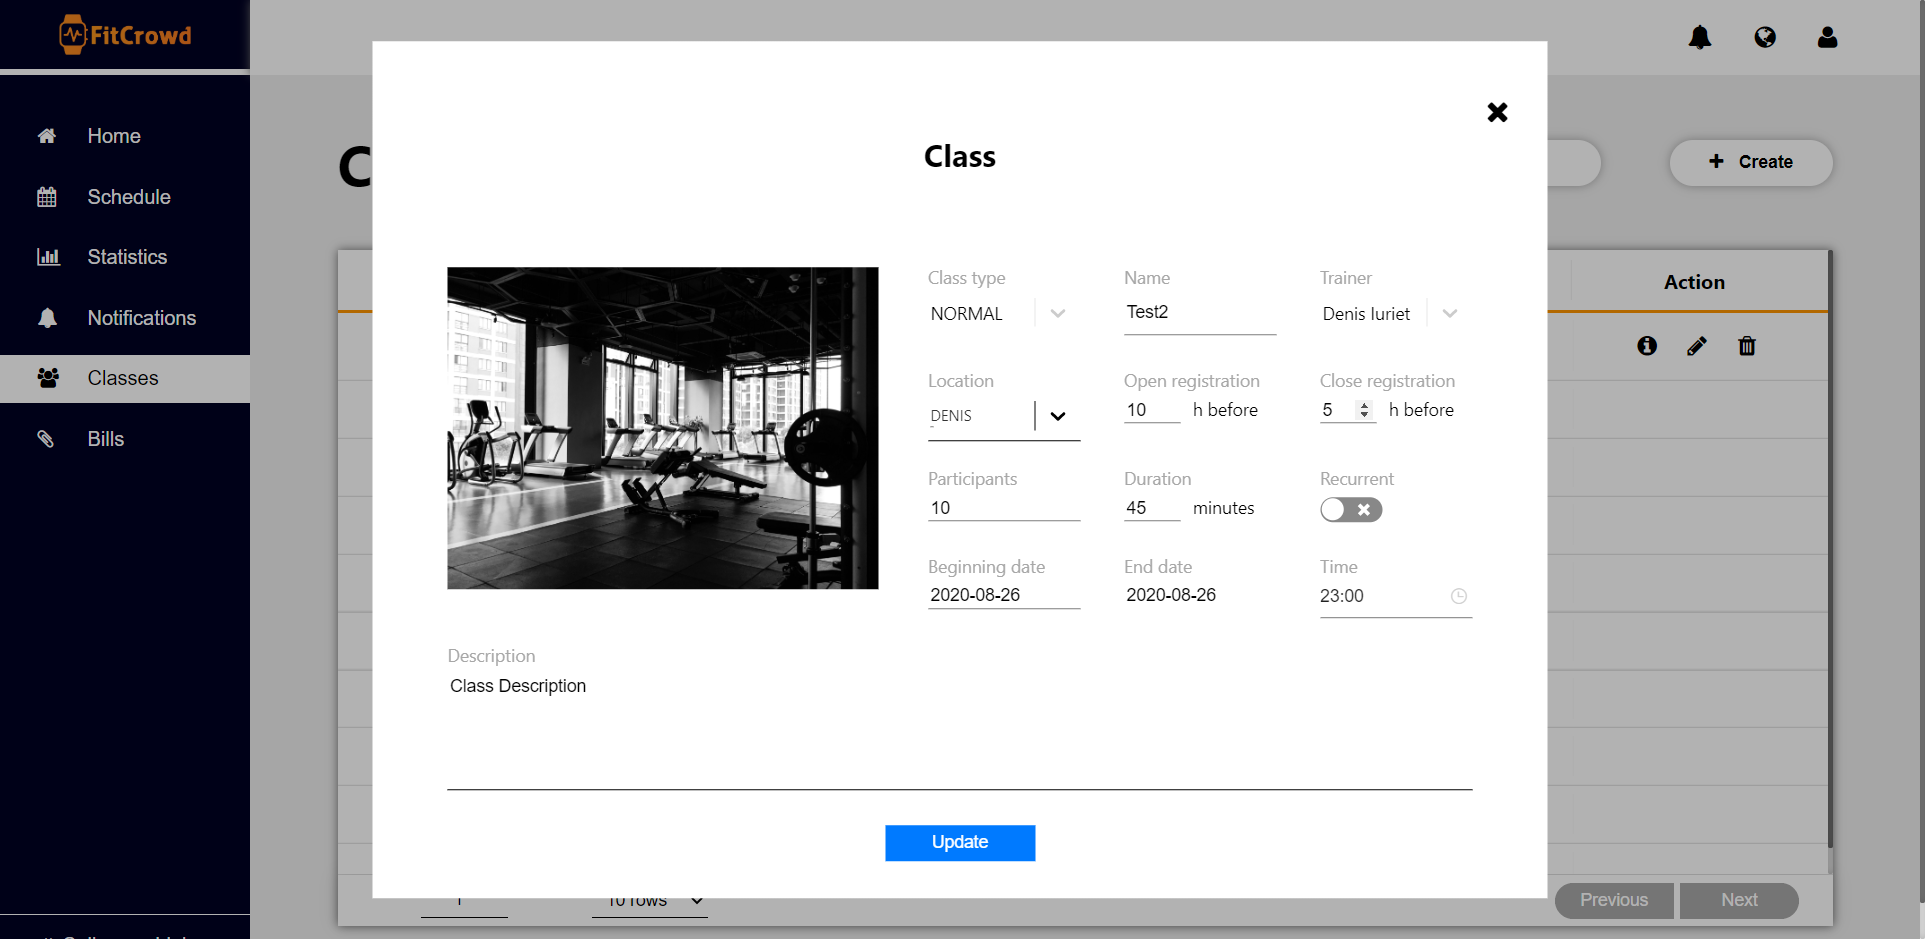 FitCrowd
Home
Schedule
Statistics
Notifications
Classes
Bills
C
Create
Action
Class
Class type
NORMAL
Name
Test2
Trainer
Denis Iuriet
Location
DENIS
Open registration
10 h before
Close registration
5 h before
Participants
10
Duration
45 minutes
Recurrent
Beginning date
2020-08-26
End date
2020-08-26
Time
23:00
Description
Class Description
Update
1
10 rows
Previous
Next